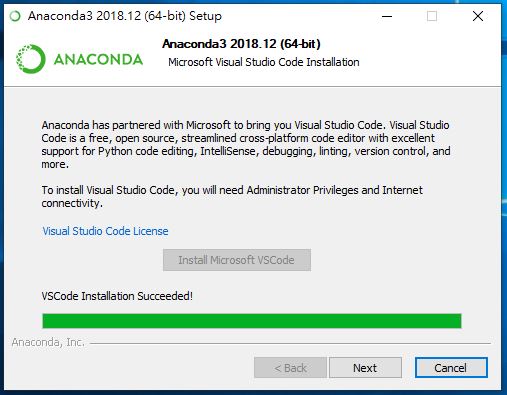 Anaconda3 2018.12 (64-bit) Setup
ANACONDA
Anaconda3 2018.12 (64-bit)
Microsoft Visual Studio Code Installation
Anaconda has partnered with Microsoft to bring you Visual Studio Code. Visual Studio
Code is a free, open source, streamlined cross-platform code editor with excellent
support for Python code editing, IntelliSense, debugging, linting, version control, and
more.
To install Visual Studio Code, you will need Administrator Privileges and Internet
connectivity.
Visual Studio Code License
Install Microsoft VSCode
VSCode Installation Succeeded!
Anaconda, Inc.
< Back
Next
Cancel